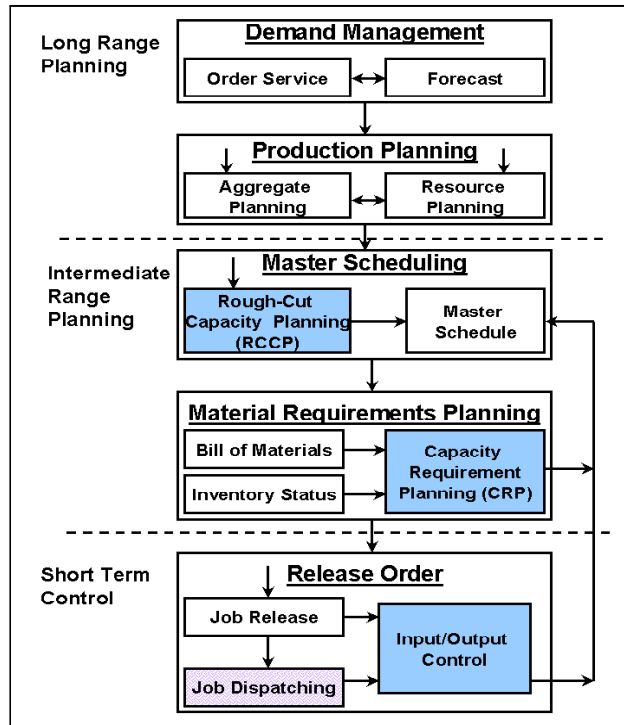 Long Range
Planning
Demand Management
Order Service
Forecast
Production Planning
Aggregate
Planning
Resource
Planning
Intermediate
Range
Planning
Master Scheduling
Rough-Cut
Capacity Planning
(RCCP)
Master
Schedule
Material Requirements Planning
Bill of Materials
Inventory Status
Capacity
Requirement
Planning (CRP)
Short Term
Control
Release Order
Job Release
Job Dispatching
Input/Output
Control